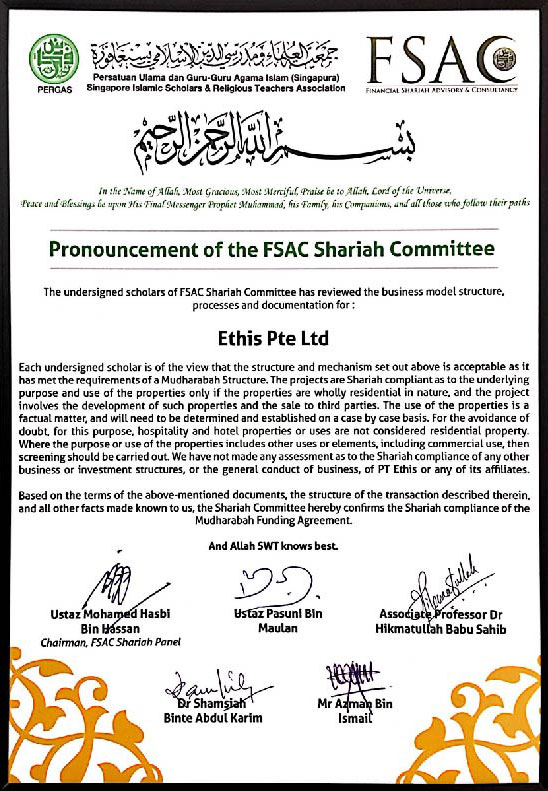 جمعية العلماء ومدرسي الدين الإسلامي بسنغافورة
PERGAS
Persatuan Ulama dan Guru-Guru Agama Islam (Singapura)
Singapore Islamic Scholars & Religious Teachers Association
FSAC
FINANCIAL SHARIAH ADVISORY & CONSULTANCY
بسم الله الرحمن الرحيم
In the Name of Allah, Most Gracious, Most Merciful, Praise be to Allah, Lord of the Universe,
Peace and Blessings be upon His Final Messenger Prophet Muhammad, his Family, his Companions, and all those who follow their paths
Pronouncement of the FSAC Shariah Committee
The undersigned scholars of FSAC Shariah Committee has reviewed the business model structure,
processes and documentation for :
Ethis Pte Ltd
Each undersigned scholar is of the view that the structure and mechanism set out above is acceptable as it
has met the requirements of a Mudharabah Structure. The projects are Shariah compliant as to the underlying
purpose and use of the properties only if the properties are wholly residential in nature, and the project
involves the development of such properties and the sale to third parties. The use of the properties is a
factual matter, and will need to be determined and established on a case by case basis. For the avoidance of
doubt, for this purpose, hospitality and hotel properties or uses are not considered residential property.
Where the purpose or use of the properties includes other uses or elements, including commercial use, then
screening should be carried out. We have not made any assessment as to the Shariah compliance of any other
business or investment structures, or the general conduct of business, of PT Ethis or any of its affiliates.
Based on the terms of the above-mentioned documents, the structure of the transaction described therein,
and all other facts made known to us, the Shariah Committee hereby confirms the Shariah compliance of the
Mudharabah Funding Agreement.
And Allah SWT knows best.
Ustaz Mohamed Hasbi
Bin Hassan
Chairman, FSAC Shariah Panel
Ustaz Pasuni Bin
Maulan
Associate Professor Dr
Hikmatullah Babu Sahib
Dr Shamsiah
Binte Abdul Karim
Mr Azman Bin
Ismail